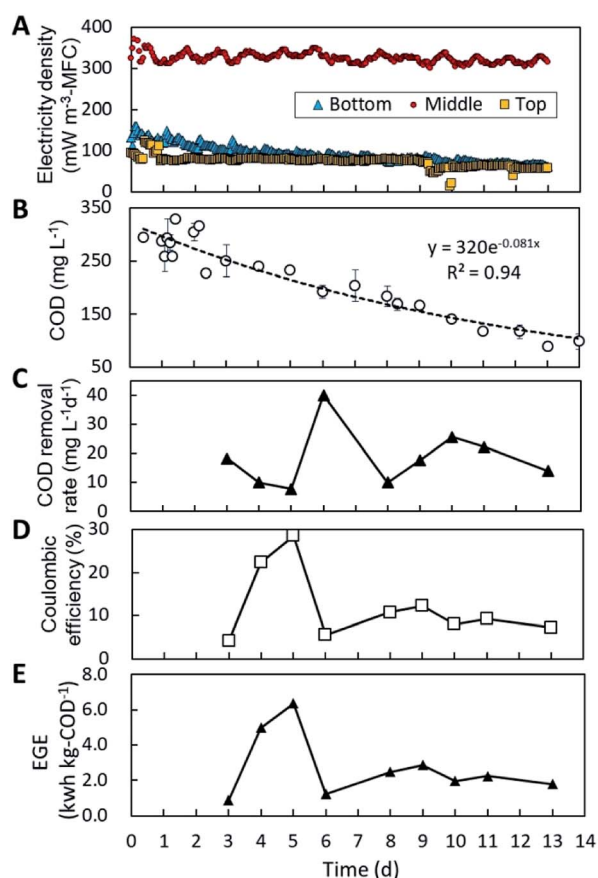 A
Electricity density
(mW m⁻³-MFC)
400
300
200
100
0
Bottom
Middle
Top
B
COD (mg L⁻¹)
350
250
150
50
y = 320e⁻⁰·⁰⁸¹ˣ
R² = 0.94
C
COD removal
rate (mg L⁻¹d⁻¹)
40
30
20
10
0
D
Coulombic
efficiency (%)
30
20
10
0
E
EGE
(kwh kg-COD⁻¹)
8.0
6.0
4.0
2.0
0.0
0 1 2 3 4 5 6 7 8 9 10 11 12 13 14
Time (d)